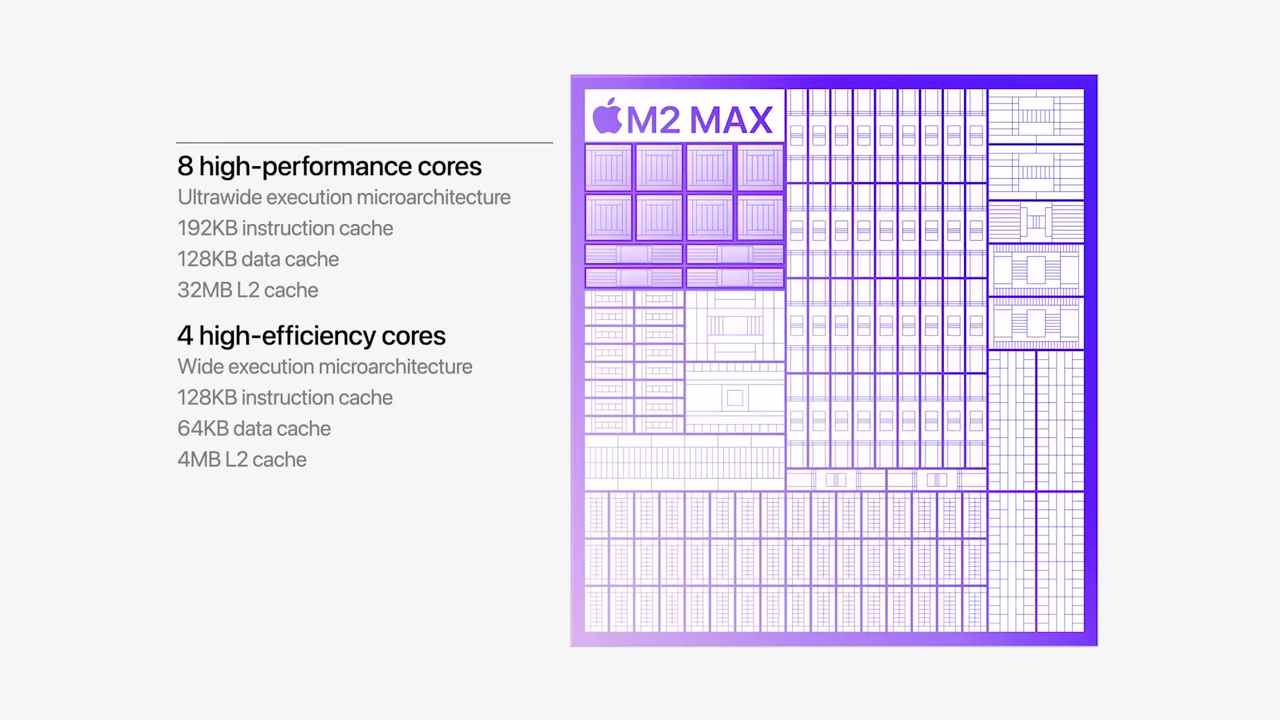 8 high-performance cores
Ultrawide execution microarchitecture
192KB instruction cache
128KB data cache
32MB L2 cache
4 high-efficiency cores
Wide execution microarchitecture
128KB instruction cache
64KB data cache
4MB L2 cache
M2 MAX